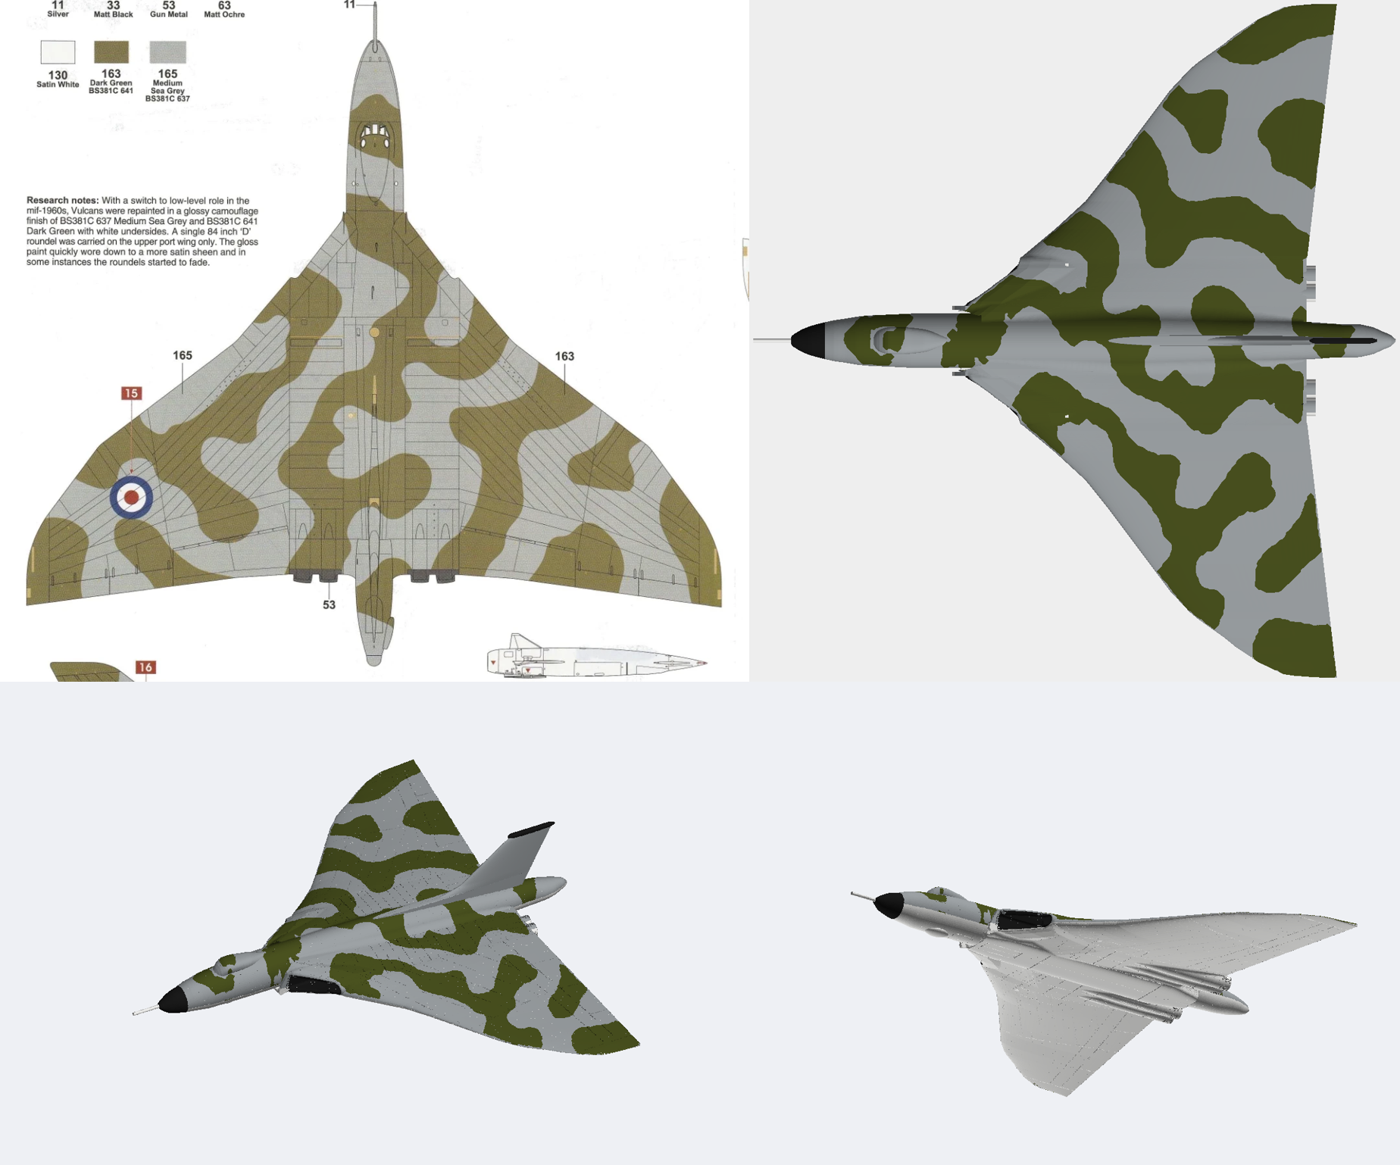 11
Silver
33
Matt Black
53
Gun Metal
63
Matt Ochre
130
Satin White
163
Dark Green
BS381C 641
165
Medium
Sea Grey
BS381C 637
11
Research notes: With a switch to low-level role in the
mif-1960s, Vulcans were repainted in a glossy camouflage
finish of BS381C 637 Medium Sea Grey and BS381C 641
Dark Green with white undersides. A single 84 inch ‘D’
roundel was carried on the upper port wing only. The gloss
paint quickly wore down to a more satin sheen and in
some instances the roundels started to fade.
165
163
15
53
16